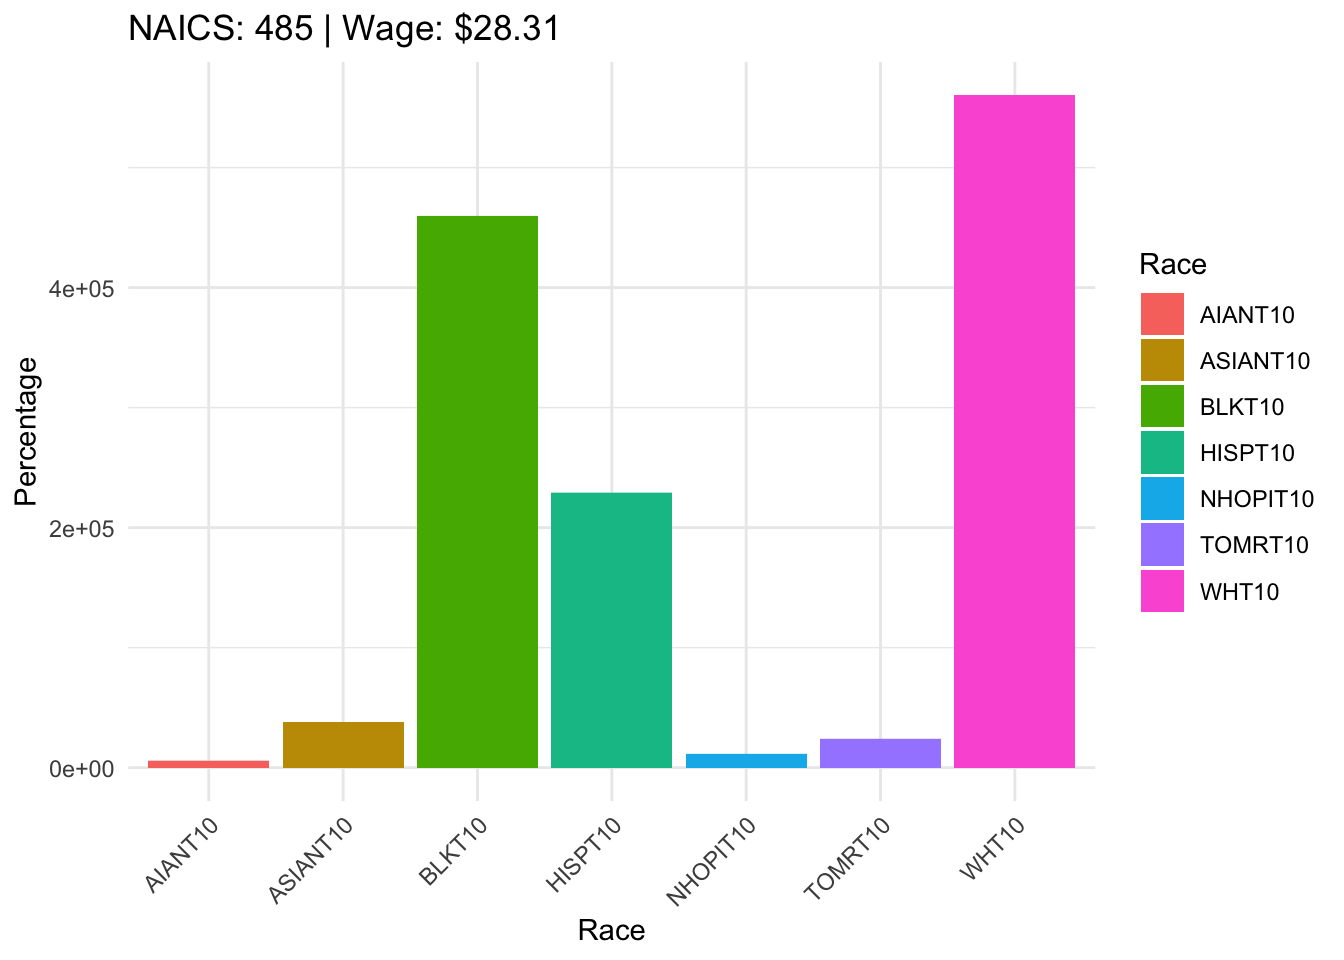 NAICS: 485 | Wage: $28.31
Percentage
4e+05
2e+05
0e+00
AIANT10
ASIANT10
BLKT10
HISPT10
NHOPIT10
TOMRT10
WHT10
Race
Race
AIANT10
ASIANT10
BLKT10
HISPT10
NHOPIT10
TOMRT10
WHT10